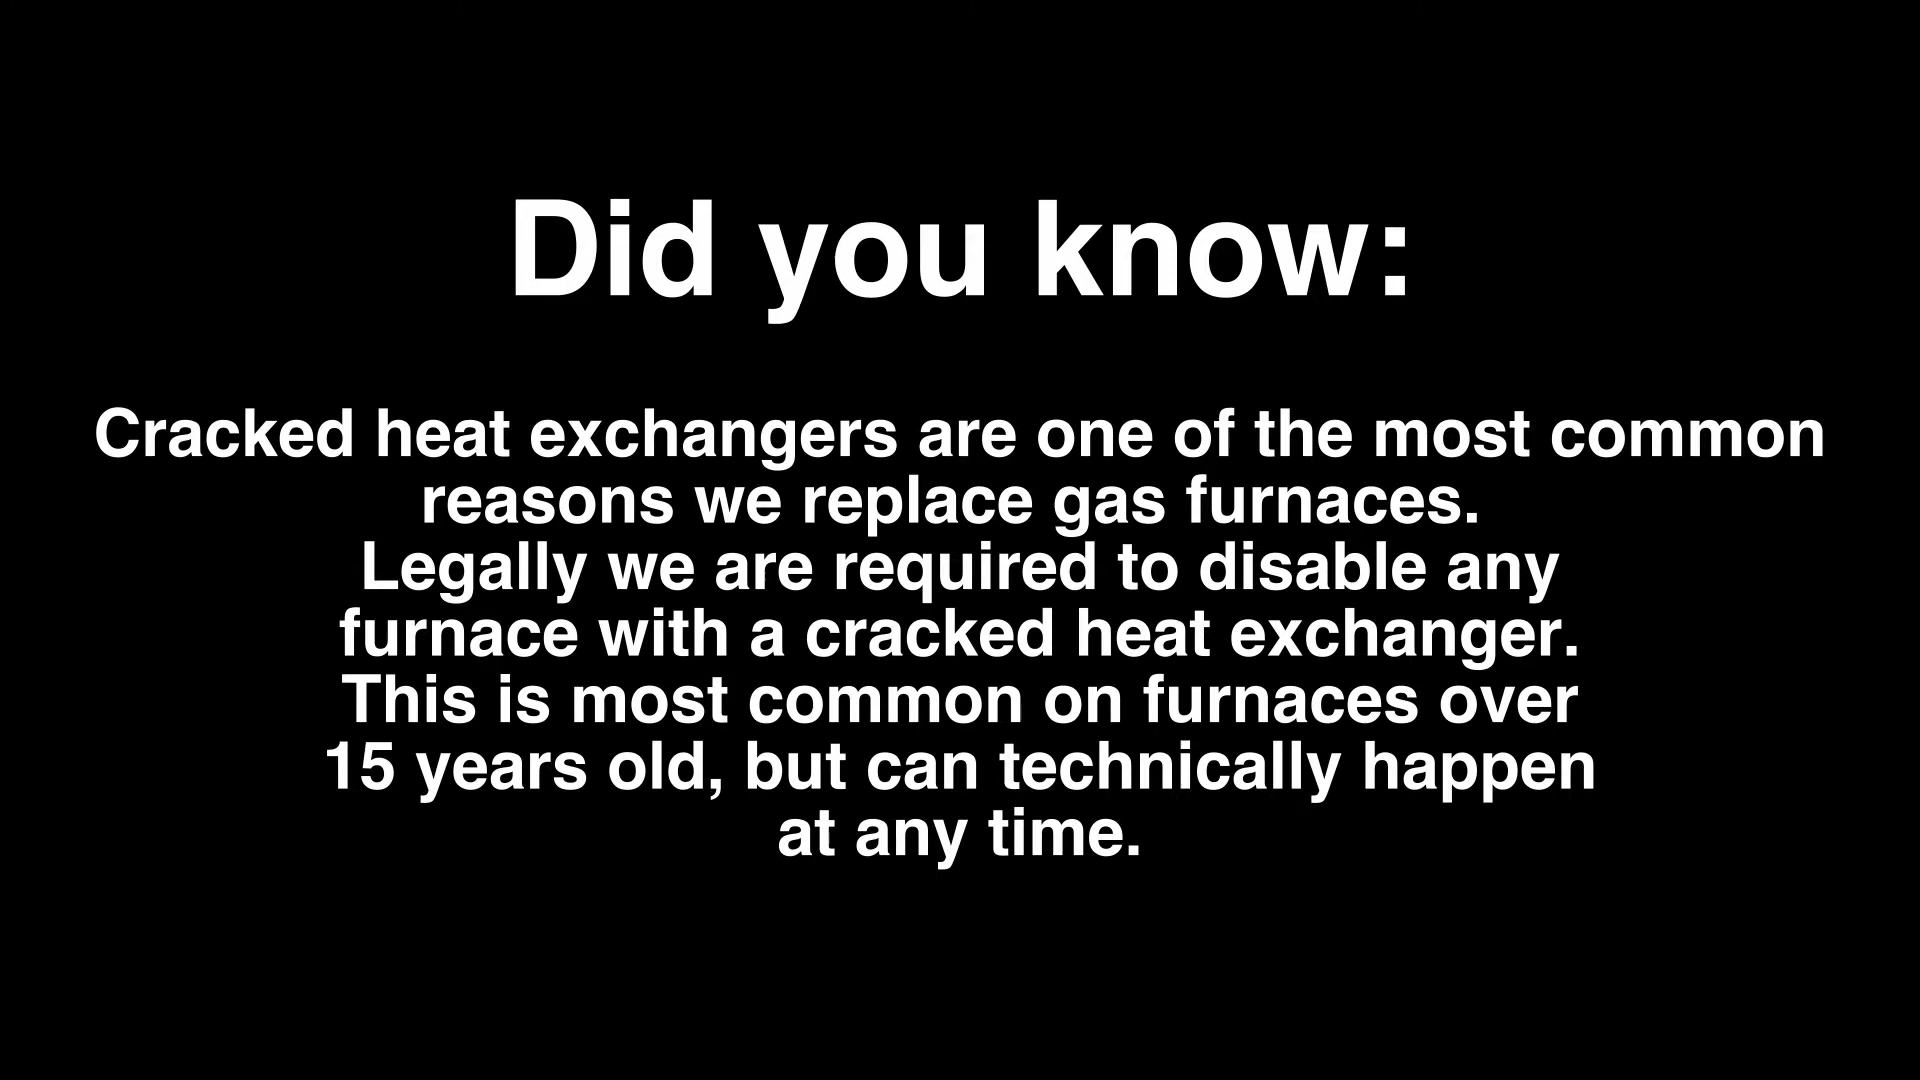 Did you know:
Cracked heat exchangers are one of the most common
reasons we replace gas furnaces.
Legally we are required to disable any
furnace with a cracked heat exchanger.
This is most common on furnaces over
15 years old, but can technically happen
at any time.